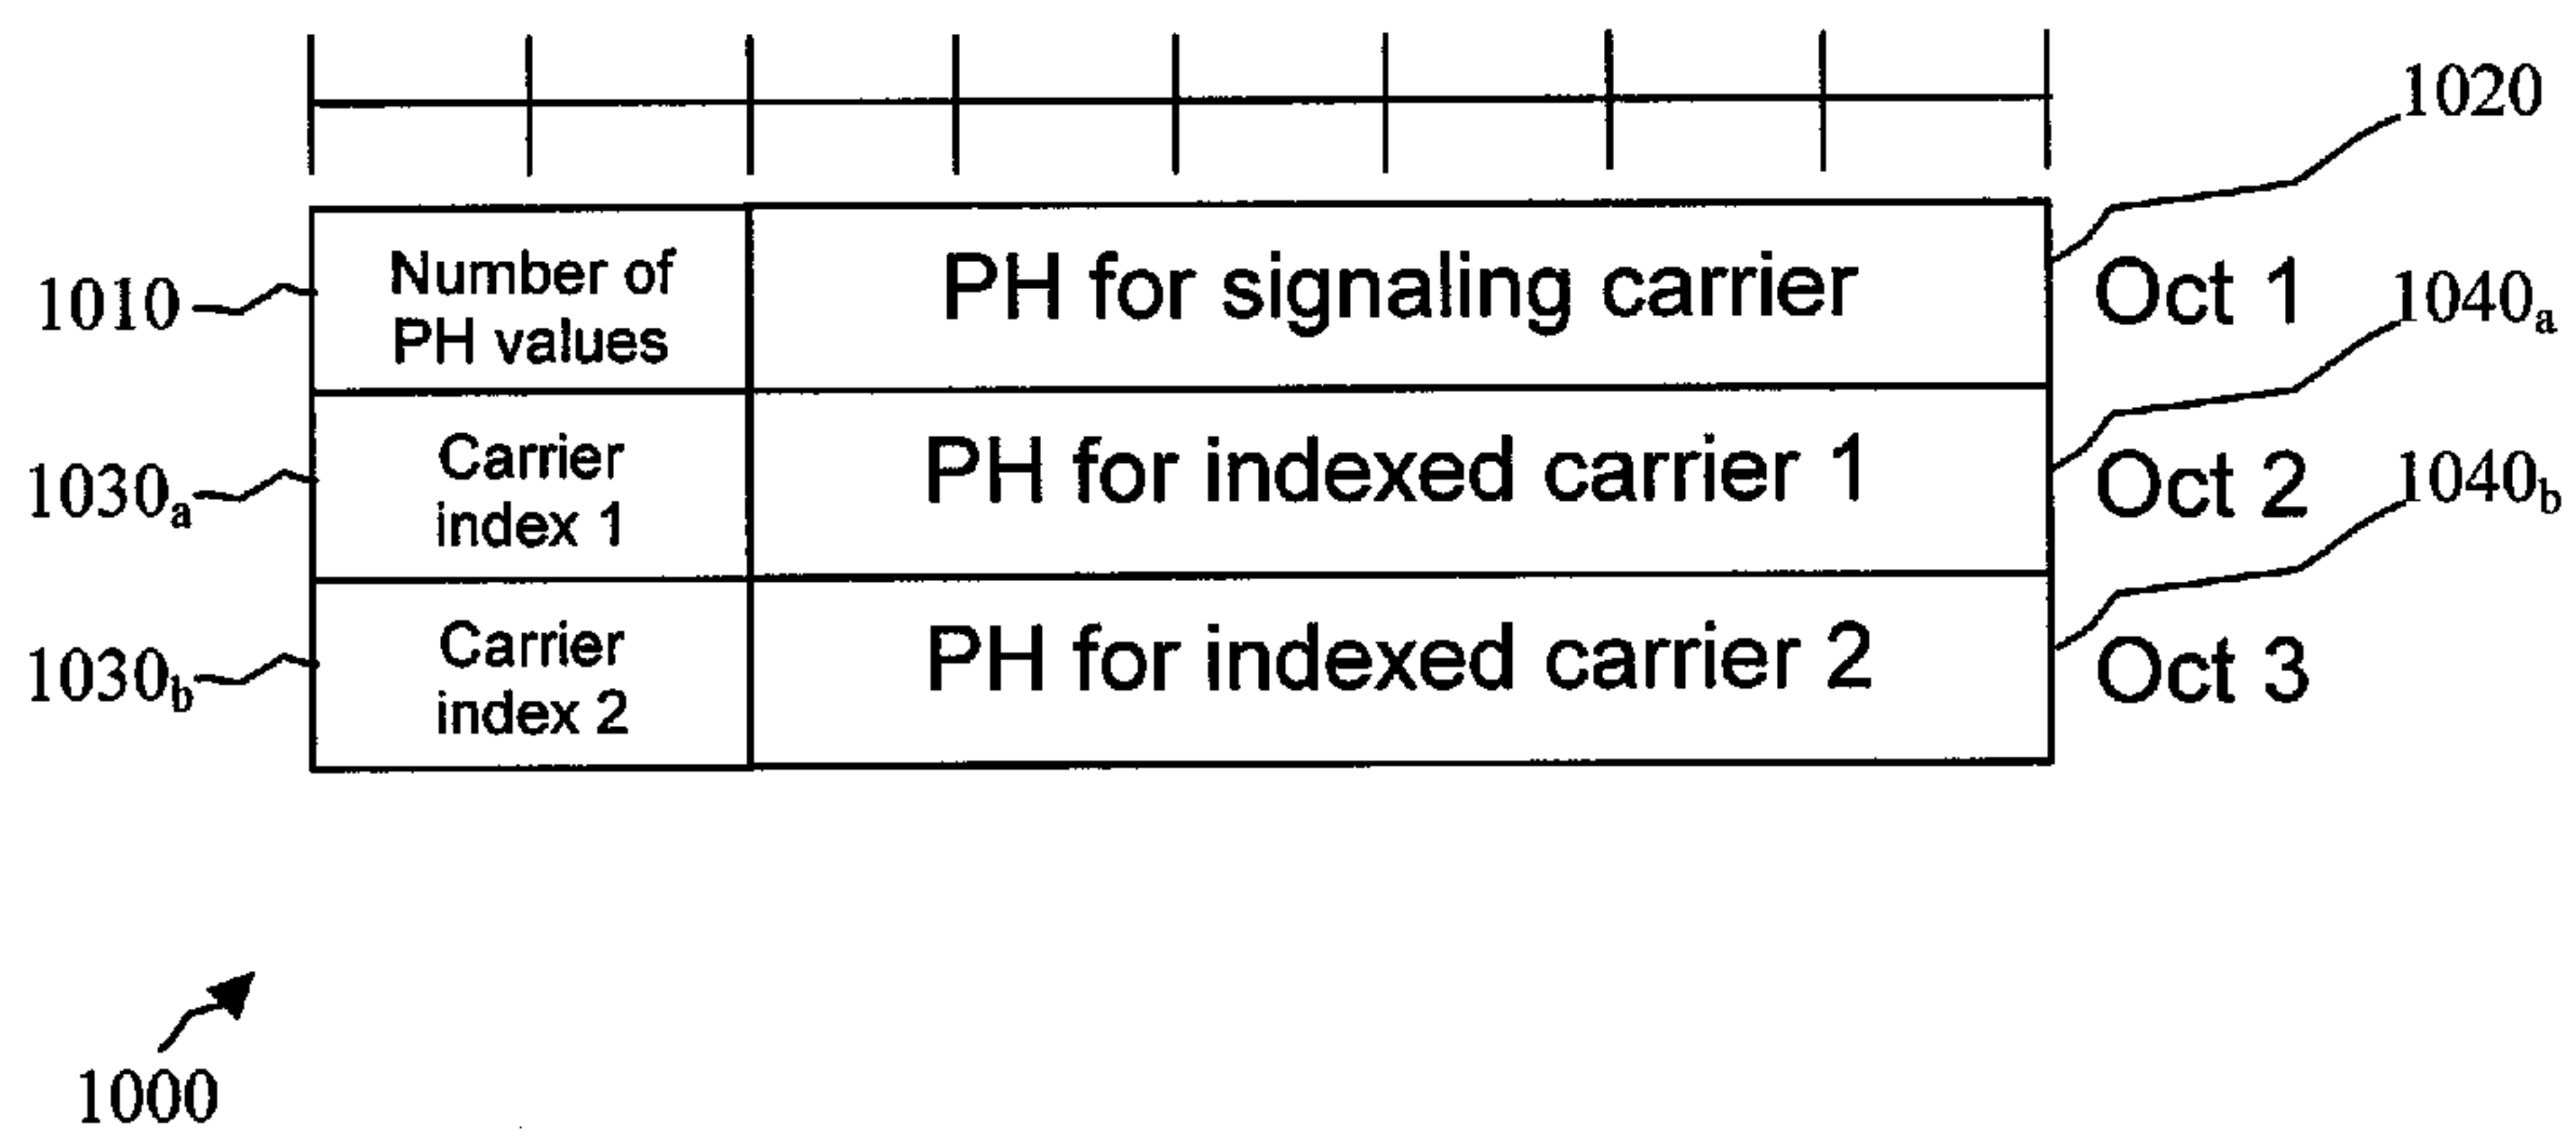 1020
Number of
PH values
PH for signaling carrier
Oct 1
1010
1040a
Carrier
index 1
PH for indexed carrier 1
Oct 2
1030a
1040b
Carrier
index 2
PH for indexed carrier 2
Oct 3
1030b
1000